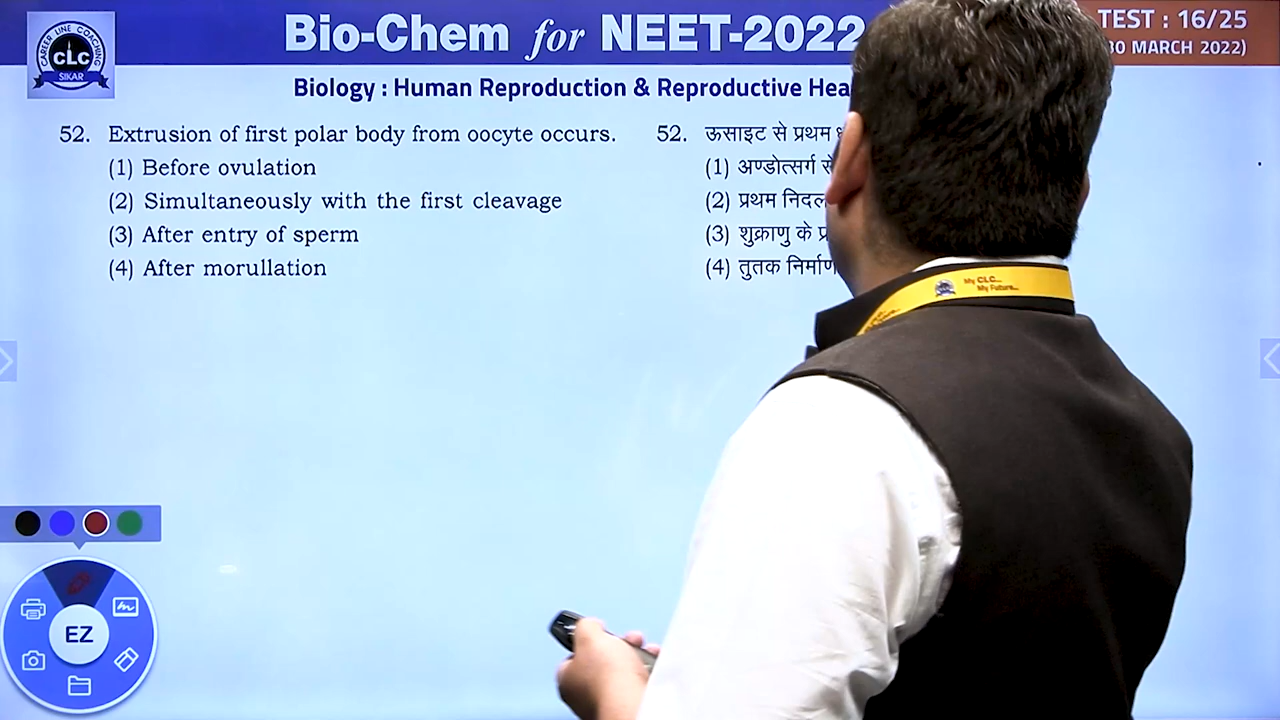 CAREER LINE COACHING
CLC
SIKAR
Bio-Chem for NEET-2022
TEST : 16/25
30 MARCH 2022)
Biology : Human Reproduction & Reproductive
52. Extrusion of first polar body from oocyte occurs.
(1) Before ovulation
(2) Simultaneously with the first cleavage
(3) After entry of sperm
(4) After morullation
52. ऊसाइट से प्रथम
(1) अण्डोत्सर्ग
(2) प्रथम
(3) शुक्राणु के
(4) तुतक निर्माण
My CLC...
My Future...
EZ